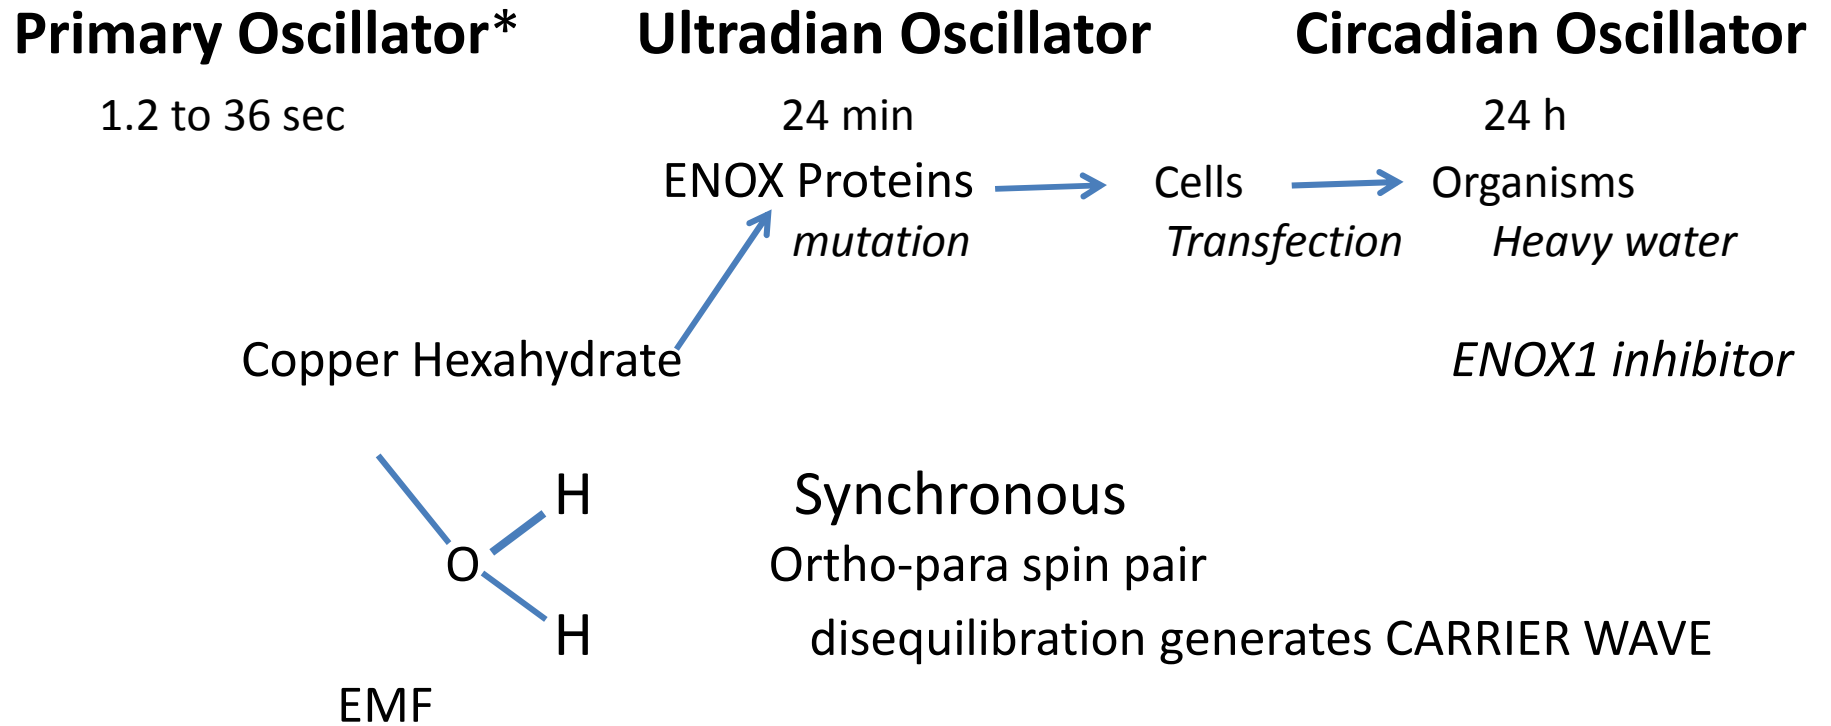 Primary Oscillator* Ultradian Oscillator Circadian Oscillator
1.2 to 36 sec 24 min 24 h
ENOX Proteins Cells Organisms
mutation Transfection Heavy water
Copper Hexahydrate ENOX1 inhibitor
H Synchronous
O Ortho-para spin pair
H disequilibration generates CARRIER WAVE
EMF